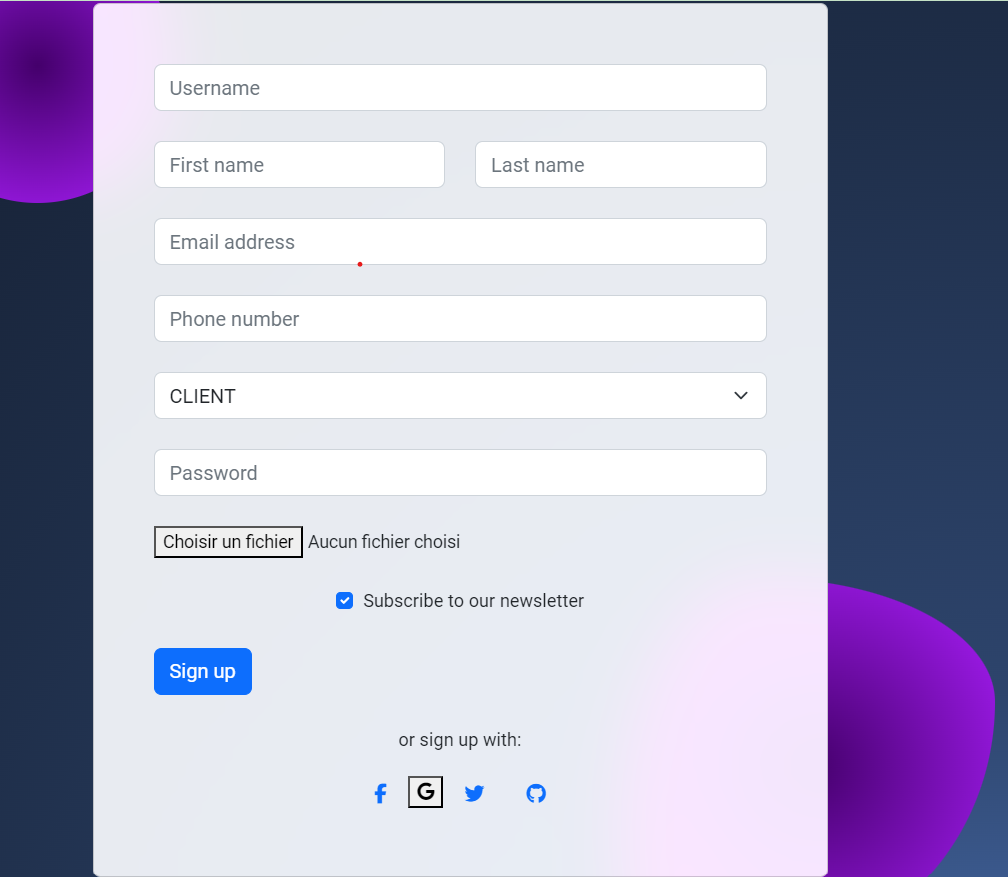 Username
First name
Last name
Email address
Phone number
CLIENT
Password
Choisir un fichier Aucun fichier choisi
Subscribe to our newsletter
Sign up
or sign up with: